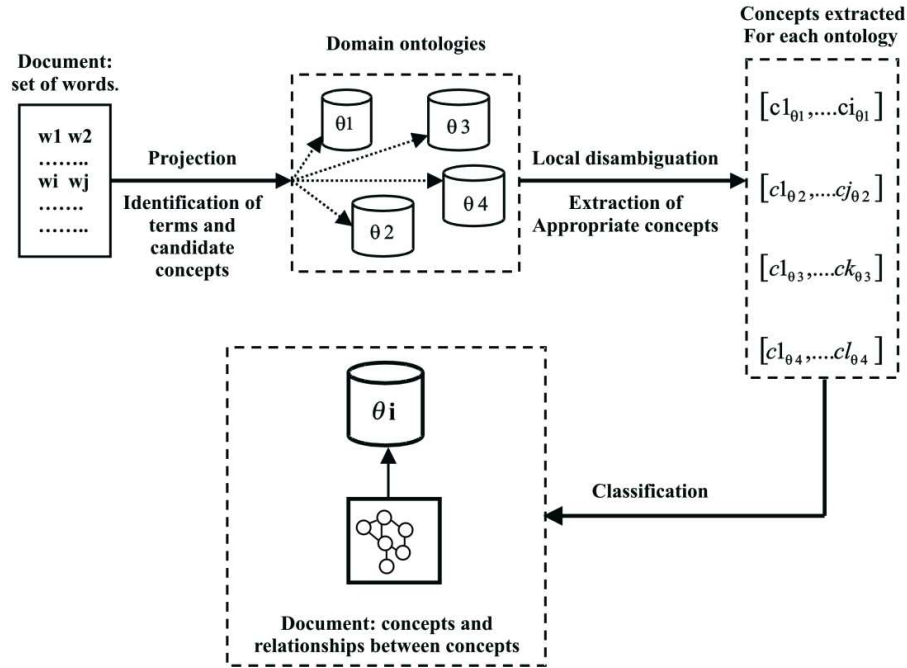 Document:
set of words.
w1 w2
........
wi wj
.......
........
Projection
Identification of
terms and
candidate
concepts
Domain ontologies
θ1
θ3
θ4
θ2
Local disambiguation
Extraction of
Appropriate concepts
Concepts extracted
For each ontology
[c1θ1,....ciθ1]
[c1θ2,....cjθ2]
[c1θ3,....ckθ3]
[c1θ4,....clθ4]
Classification
θi
Document: concepts and
relationships between concepts